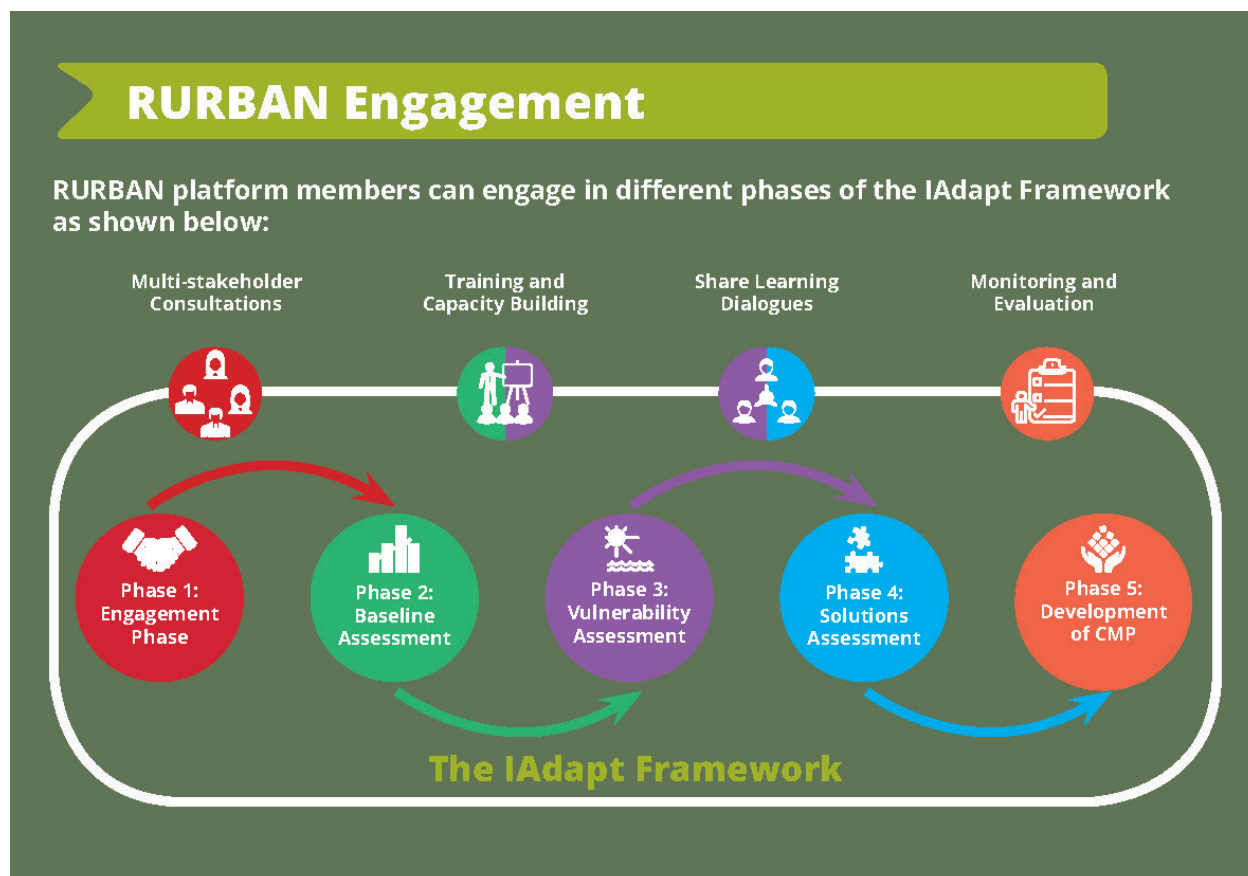 RURBAN Engagement
RURBAN platform members can engage in different phases of the IAdapt Framework
as shown below:
Multi-stakeholder
Consultations
Training and
Capacity Building
Share Learning
Dialogues
Monitoring and
Evaluation
Phase 1:
Engagement
Phase
Phase 2:
Baseline
Assessment
Phase 3:
Vulnerability
Assessment
Phase 4:
Solutions
Assessment
Phase 5:
Development
of CMP
The IAdapt Framework